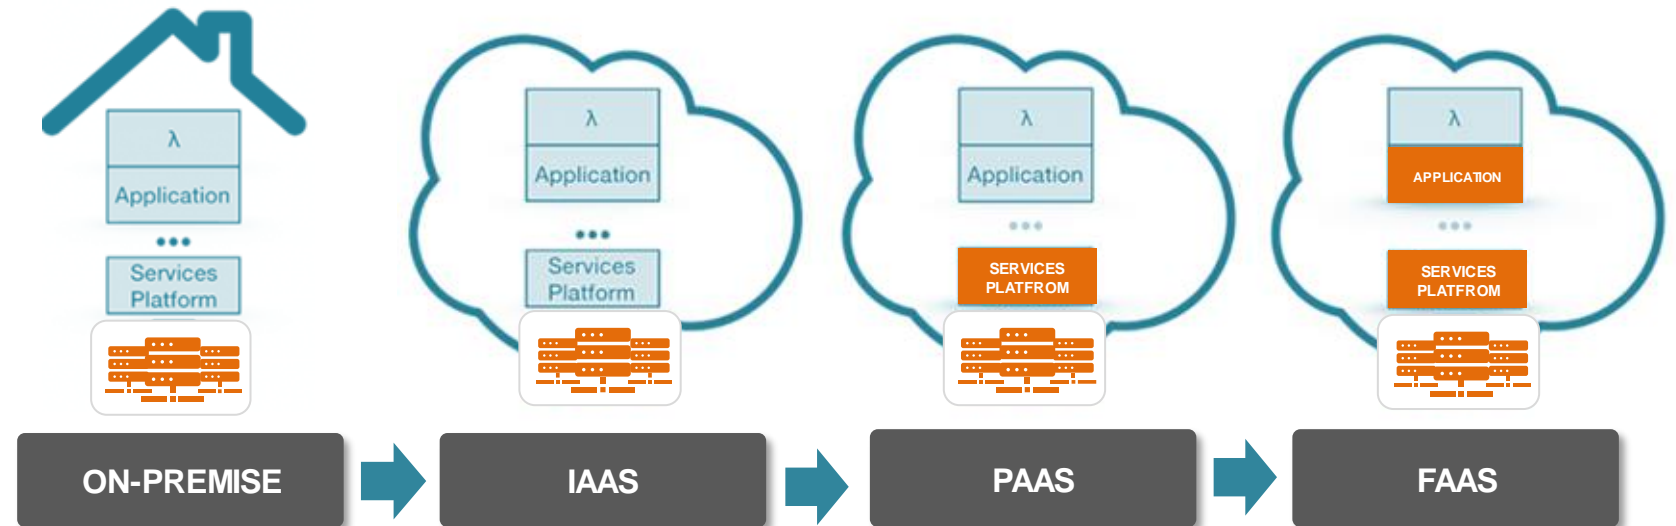 λ
Application
Services
Platform
ON-PREMISE
λ
Application
Services
Platform
IAAS
λ
Application
SERVICES
PLATFROM
PAAS
λ
APPLICATION
SERVICES
PLATFROM
FAAS